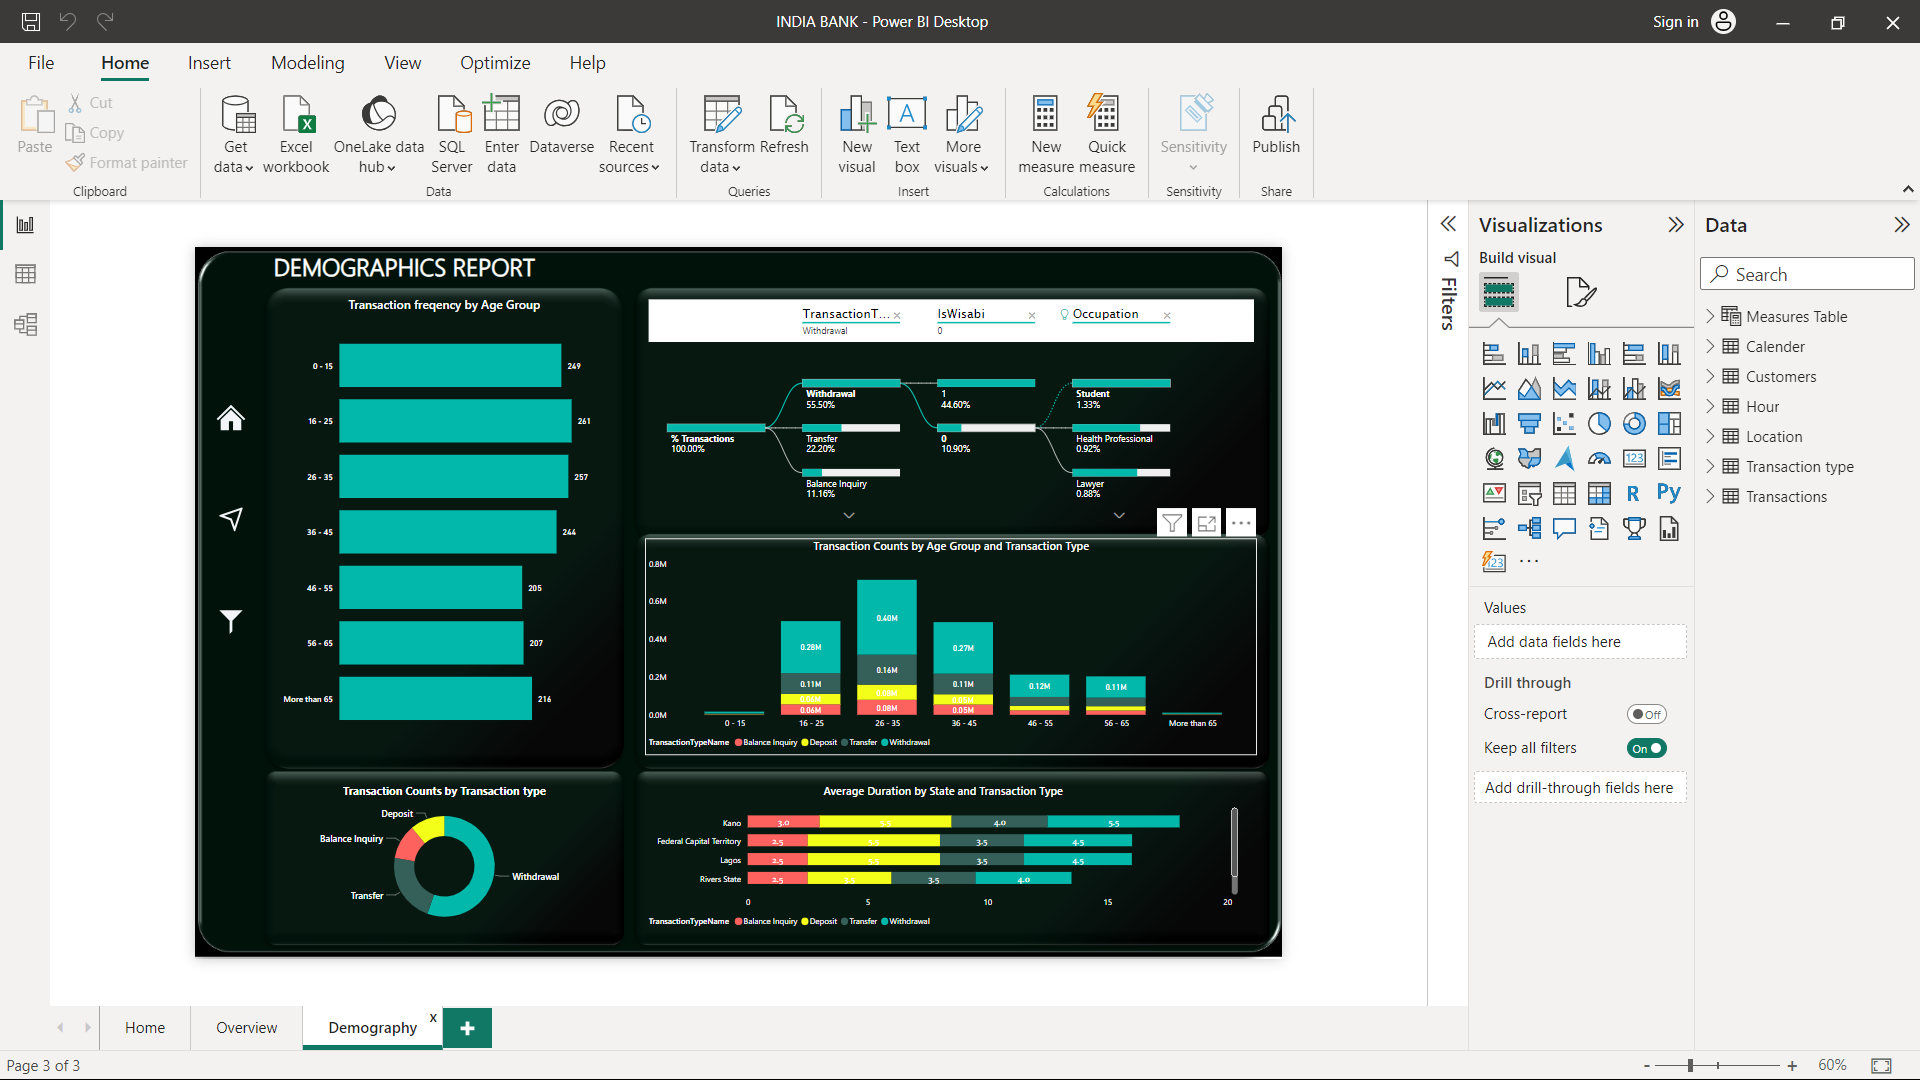 INDIA BANK - Power BI Desktop
Sign in
File Home Insert Modeling View Optimize Help
Paste
Cut
Copy
Format painter
Clipboard
Get data
Excel workbook
OneLake data hub
SQL Server
Enter data
Dataverse
Recent sources
Data
Transform data
Refresh
Queries
New visual
Text box
More visuals
Insert
New measure
Quick measure
Calculations
Sensitivity
Sensitivity
Publish
Share
DEMOGRAPHICS REPORT
Transaction freqency by Age Group
0 - 15 249
16 - 25 261
26 - 35 257
36 - 45 244
46 - 55 205
56 - 65 207
More than 65 216
TransactionT... × IsWisabi × Occupation ×
Withdrawal 0
% Transactions
100.00%
Withdrawal
55.50%
Transfer
22.20%
Balance Inquiry
11.16%
1
44.60%
0
10.90%
Student
1.33%
Health Professional
0.92%
Lawyer
0.88%
Transaction Counts by Age Group and Transaction Type
0.8M
0.6M
0.4M
0.2M
0.0M
0.28M
0.11M
0.06M
0.40M
0.16M
0.08M
0.27M
0.11M
0.05M
0.12M
0.11M
0 - 15 16 - 25 26 - 35 36 - 45 46 - 55 56 - 65 More than 65
TransactionTypeName Balance Inquiry Deposit Transfer Withdrawal
Transaction Counts by Transaction type
Deposit
Balance Inquiry
Transfer
Withdrawal
Average Duration by State and Transaction Type
Kano 3.0 5.5 4.0 5.5
Federal Capital Territory 2.5 5.5 3.5 4.5
Lagos 2.5 5.5 3.5 4.5
Rivers State 2.5 3.5 3.5 4.0
0 5 10 15 20
TransactionTypeName Balance Inquiry Deposit Transfer Withdrawal
Filters
Visualizations
Build visual
123
R
Py
123
Values
Add data fields here
Drill through
Cross-report Off
Keep all filters On
Add drill-through fields here
Data
Search
Measures Table
Calender
Customers
Hour
Location
Transaction type
Transactions
Home Overview Demography x +
Page 3 of 3
- + 60%